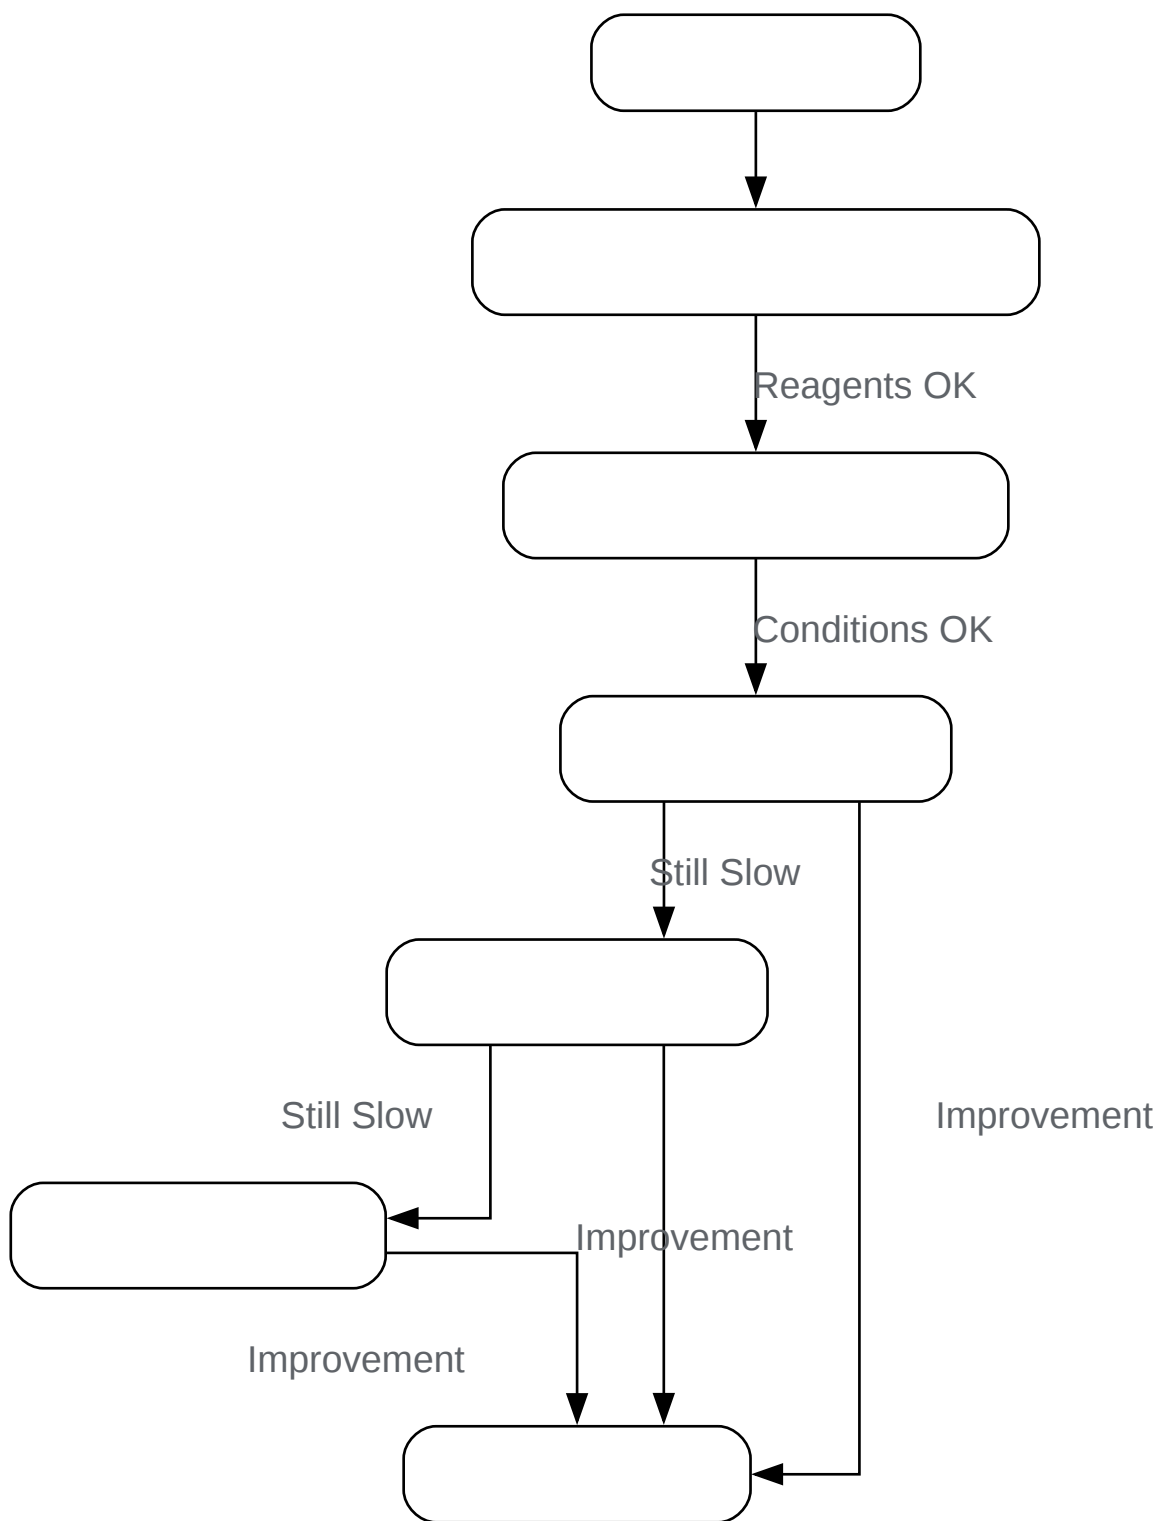 Reagents OK
Conditions OK
Still Slow
Still Slow
Improvement
Improvement
Improvement